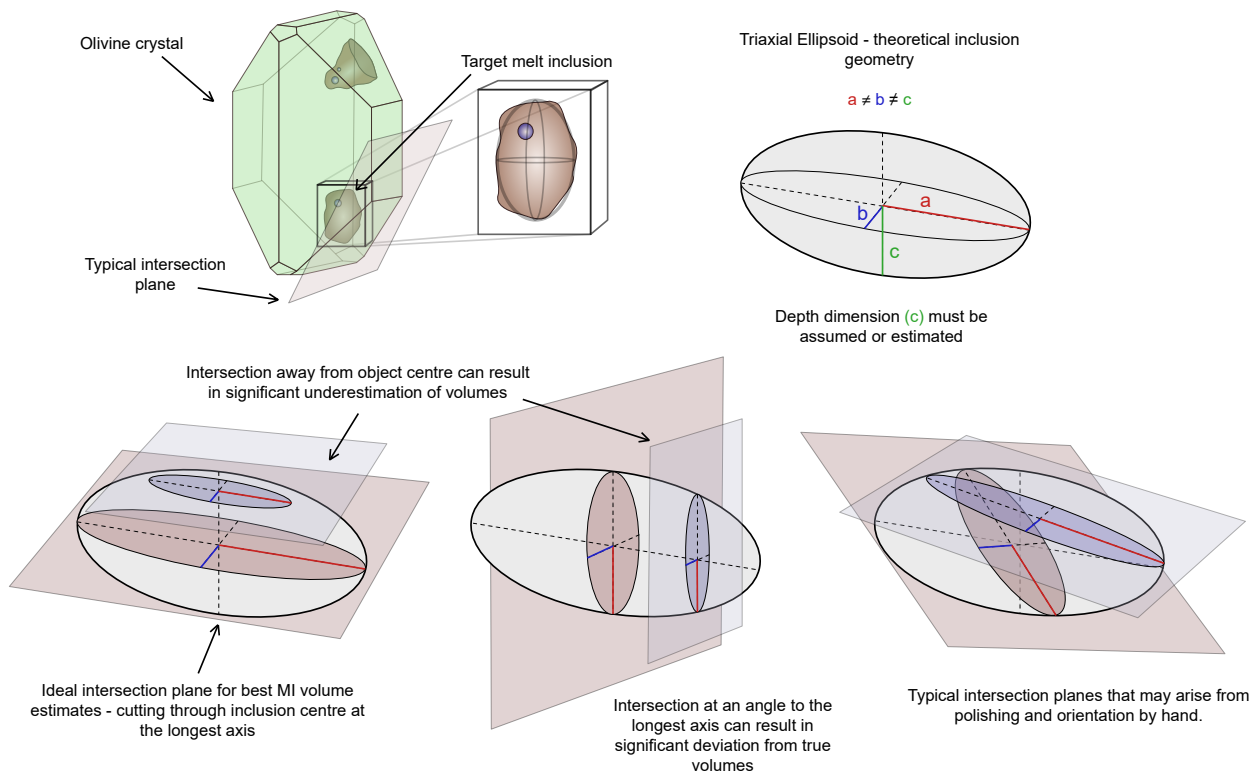 Olivine crystal
Target melt inclusion
Typical intersection
plane
Triaxial Ellipsoid - theoretical inclusion
geometry
a ≠ b ≠ c
a
b
c
Depth dimension (c) must be
assumed or estimated
Intersection away from object centre can result
in significant underestimation of volumes
Ideal intersection plane for best MI volume
estimates - cutting through inclusion centre at
the longest axis
Intersection at an angle to the
longest axis can result in
significant deviation from true
volumes
Typical intersection planes that may arise from
polishing and orientation by hand.